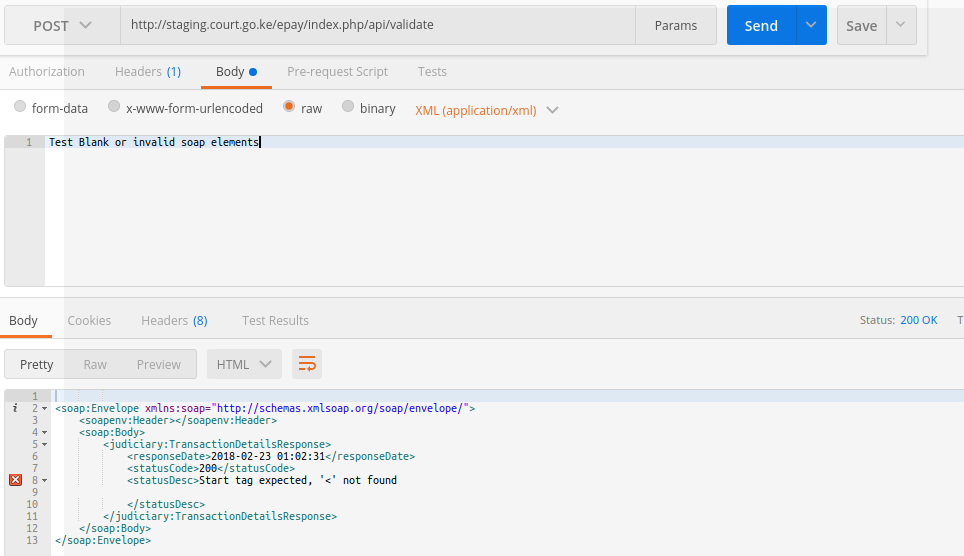 POST http://staging.court.go.ke/epay/index.php/api/validate Params Send Save
Authorization Headers (1) Body Pre-request Script Tests
form-data x-www-form-urlencoded raw binary XML (application/xml)
1 Test Blank or invalid soap elements
Body Cookies Headers (8) Test Results Status: 200 OK T
Pretty Raw Preview HTML
1
i 2 <soap:Envelope xmlns:soap="http://schemas.xmlsoap.org/soap/envelope/">
3 <soapenv:Header></soapenv:Header>
4 <soap:Body>
5 <judiciary:TransactionDetailsResponse>
6 <responseDate>2018-02-23 01:02:31</responseDate>
7 <statusCode>200</statusCode>
8 <statusDesc>Start tag expected, '<' not found
9
10 </statusDesc>
11 </judiciary:TransactionDetailsResponse>
12 </soap:Body>
13 </soap:Envelope>